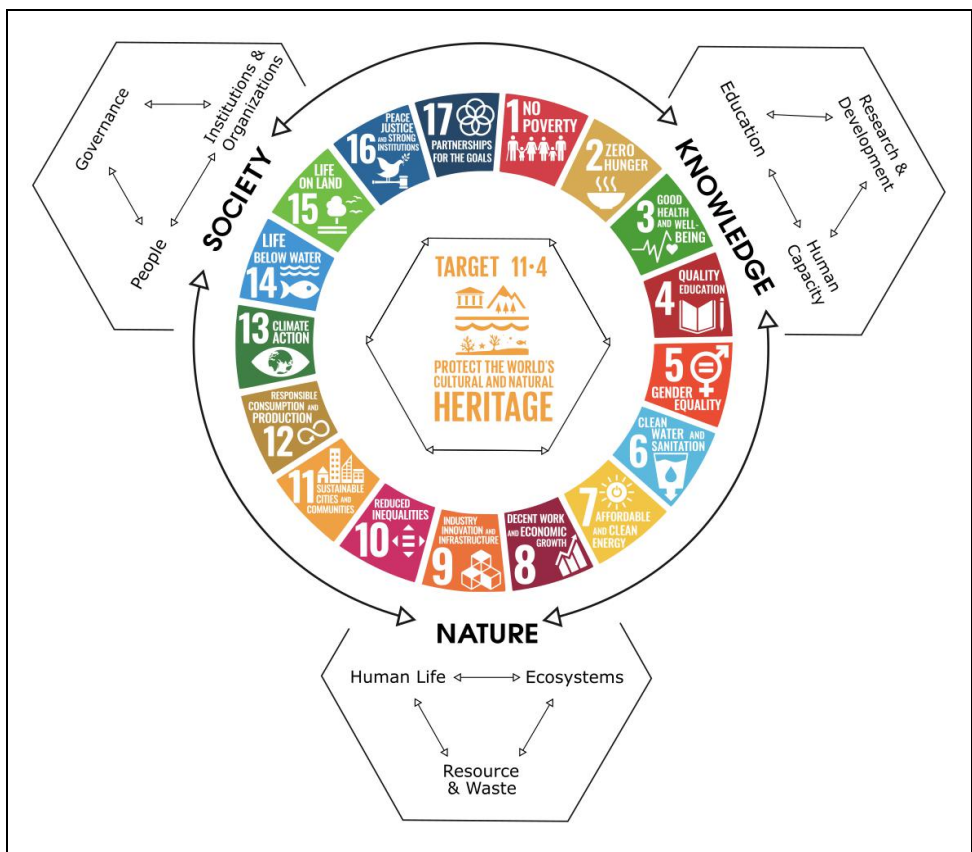 SOCIETY
Governance
Institutions &
Organizations
People
KNOWLEDGE
Education
Research &
Development
Human
Capacity
1 NO
POVERTY
2 ZERO
HUNGER
3 GOOD
HEALTH
AND WELL-
BEING
4 QUALITY
EDUCATION
5 GENDER
EQUALITY
6 CLEAN
WATER AND
SANITATION
7 AFFORDABLE
AND CLEAN
ENERGY
8 DECENT WORK
AND ECONOMIC
GROWTH
9 INDUSTRY
INNOVATION AND
INFRASTRUCTURE
10 REDUCED
INEQUALITIES
11 SUSTAINABLE
CITIES AND
COMMUNITIES
12 RESPONSIBLE
CONSUMPTION AND
PRODUCTION
13 CLIMATE
ACTION
14 LIFE
BELOW WATER
15 LIFE
ON LAND
16 PEACE
JUSTICE
AND STRONG
INSTITUTIONS
17 PARTNERSHIPS
FOR THE GOALS
TARGET 11·4
PROTECT THE WORLD'S
CULTURAL AND NATURAL
HERITAGE
NATURE
Human Life
Ecosystems
Resource
& Waste